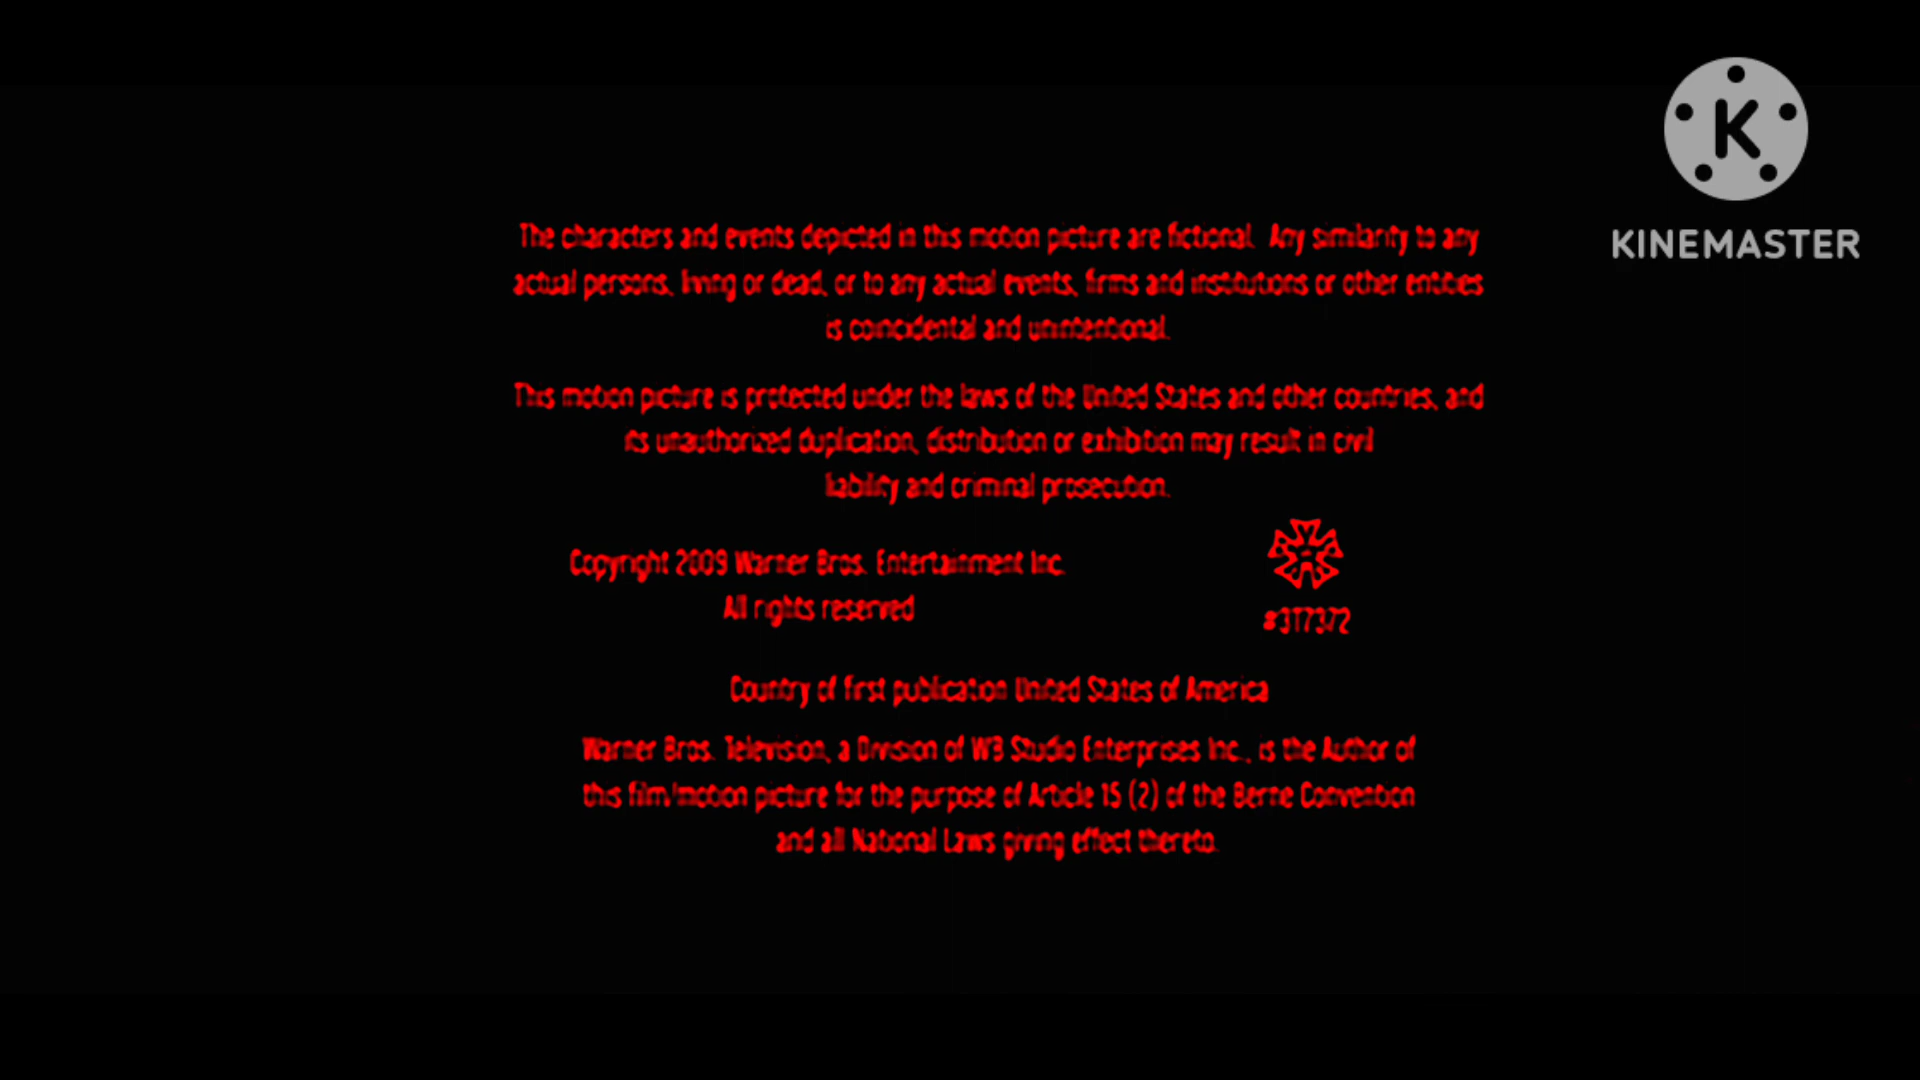 K
KINEMASTER
The characters and events depicted in this motion picture are fictional. Any similarity to any
actual persons, living or dead, or to any actual events, firms and institutions or other entities
is coincidental and unintentional.
This motion picture is protected under the laws of the United States and other countries, and
its unauthorized duplication, distribution or exhibition may result in civil
liability and criminal prosecution.
Copyright 2009 Warner Bros. Entertainment Inc.
All rights reserved
#317372
Country of first publication United States of America
Warner Bros. Television, a Division of WB Studio Enterprises Inc., is the Author of
this film/motion picture for the purpose of Article 15 (2) of the Berne Convention
and all National Laws giving effect thereto.